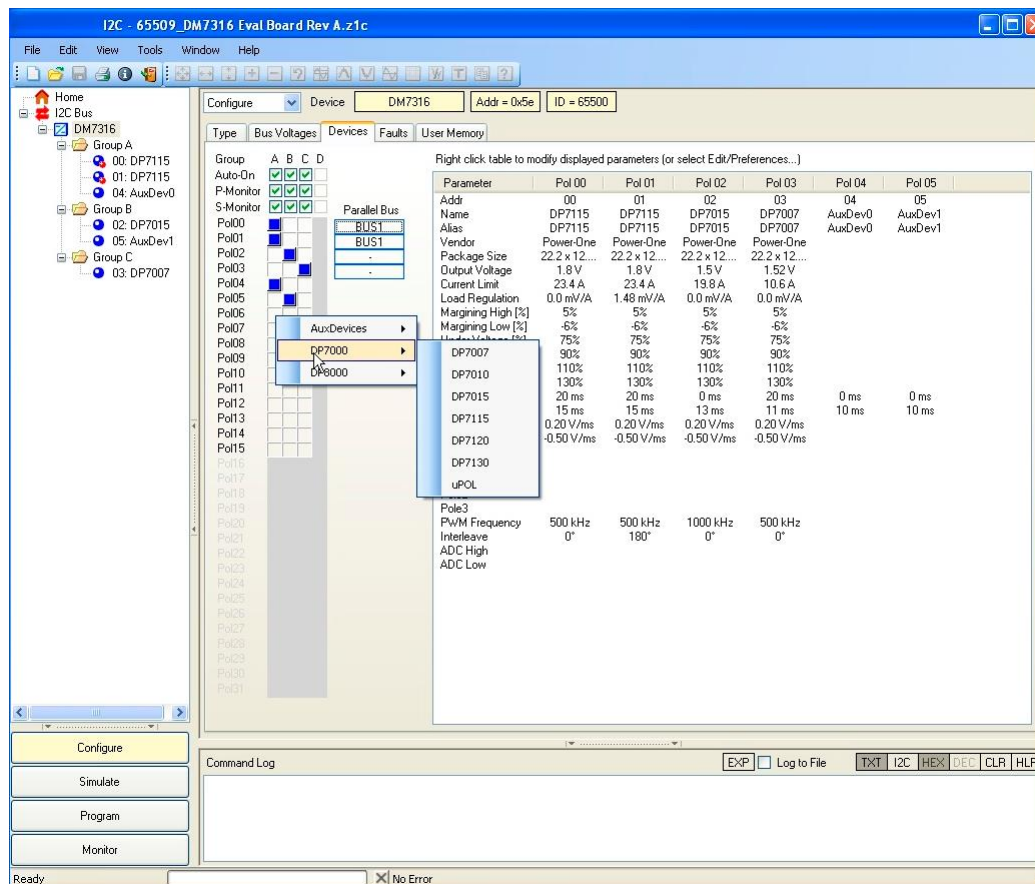 I2C - 65509_DM7316 Eval Board Rev A.z1c
File Edit View Tools Window Help
Home
I2C Bus
DM7316
Group A
00: DP7115
01: DP7115
04: AuxDev0
Group B
02: DP7015
05: AuxDev1
Group C
03: DP7007
Configure
Simulate
Program
Monitor
Configure Device DM7316 Addr = 0x5e ID = 65500
Type Bus Voltages Devices Faults User Memory
Group A B C D
Auto-On
P-Monitor
S-Monitor Parallel Bus
Pol00 BUS1
Pol01 BUS1
Pol02 -
Pol03 -
Pol04
Pol05
Pol06
Pol07
Pol08
Pol09
Pol10
Pol11
Pol12
Pol13
Pol14
Pol15
Pol16
Pol17
Pol18
Pol19
Pol20
Pol21
Pol22
Pol23
Pol24
Pol25
Pol26
Pol27
Pol28
Pol29
Pol30
Pol31
AuxDevices
DP7000
DP8000
DP7007
DP7010
DP7015
DP7115
DP7120
DP7130
uPOL
Right click table to modify displayed parameters (or select Edit/Preferences...)
Parameter Pol 00 Pol 01 Pol 02 Pol 03 Pol 04 Pol 05
Addr 00 01 02 03 04 05
Name DP7115 DP7115 DP7015 DP7007 AuxDev0 AuxDev1
Alias DP7115 DP7115 DP7015 DP7007 AuxDev0 AuxDev1
Vendor Power-One Power-One Power-One Power-One
Package Size 22.2 x 12... 22.2 x 12... 22.2 x 12... 22.2 x 12...
Output Voltage 1.8 V 1.8 V 1.5 V 1.52 V
Current Limit 23.4 A 23.4 A 19.8 A 10.6 A
Load Regulation 0.0 mV/A 1.48 mV/A 0.0 mV/A 0.0 mV/A
Margining High [%] 5% 5% 5% 5%
Margining Low [%] -6% -6% -6% -6%
75% 75% 75% 75%
90% 90% 90% 90%
110% 110% 110% 110%
130% 130% 130% 130%
20 ms 20 ms 0 ms 20 ms 0 ms 0 ms
15 ms 15 ms 13 ms 11 ms 10 ms 10 ms
0.20 V/ms 0.20 V/ms 0.20 V/ms 0.20 V/ms
-0.50 V/ms -0.50 V/ms -0.50 V/ms -0.50 V/ms
Pole3
PWM Frequency 500 kHz 500 kHz 1000 kHz 500 kHz
Interleave 0° 180° 0° 0°
ADC High
ADC Low
Command Log EXP Log to File TXT I2C HEX DEC CLR HLP
Ready No Error